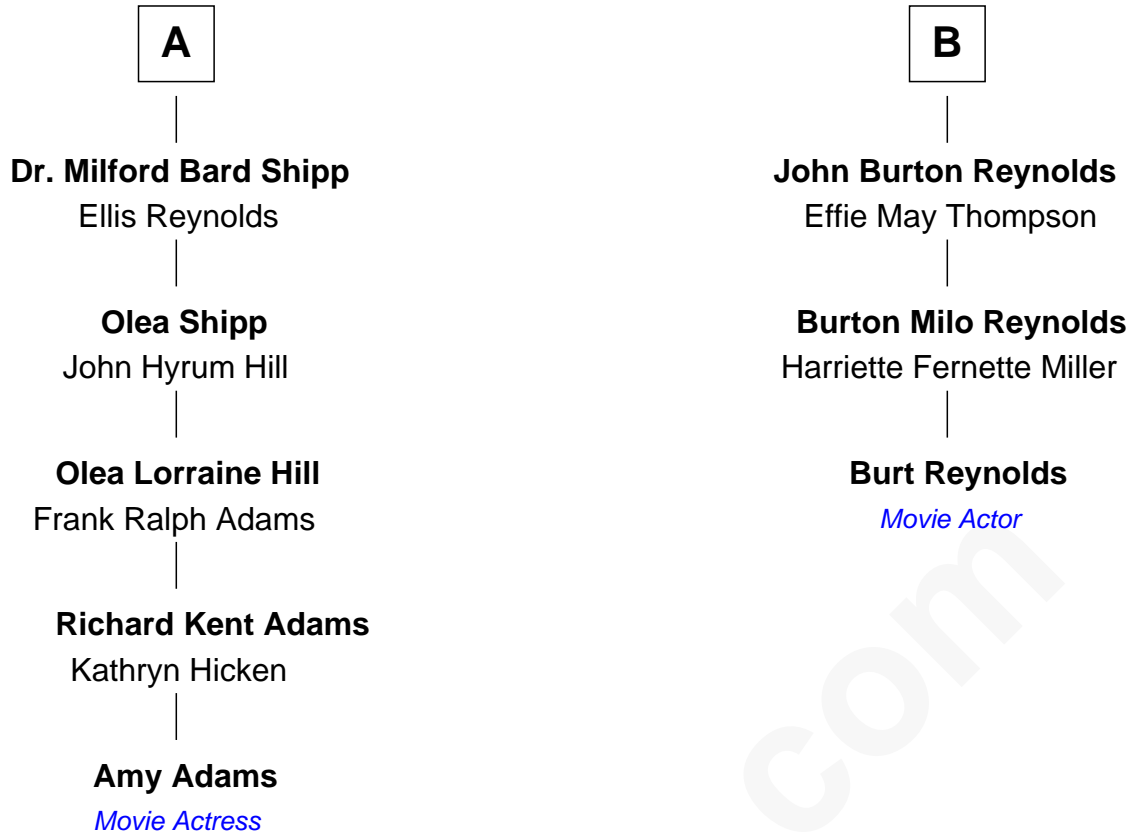 A
Dr. Milford Bard Shipp
Ellis Reynolds
Olea Shipp
John Hyrum Hill
Olea Lorraine Hill
Frank Ralph Adams
Richard Kent Adams
Kathryn Hicken
Amy Adams
Movie Actress
B
John Burton Reynolds
Effie May Thompson
Burton Milo Reynolds
Harriette Fernette Miller
Burt Reynolds
Movie Actor
com